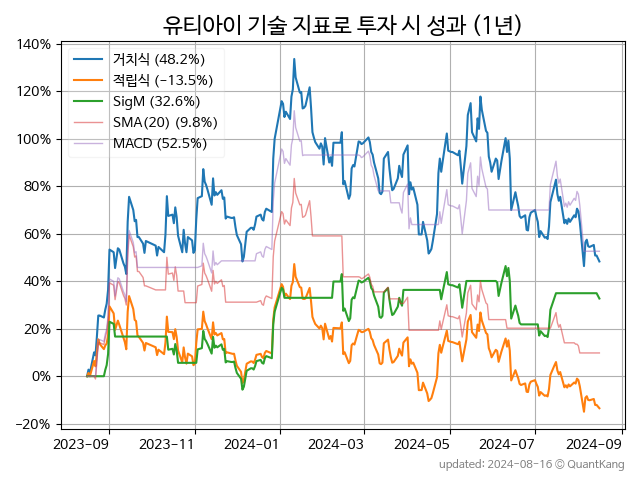 유티아이 기술 지표로 투자 시 성과 (1년)
거치식 (48.2%)
적립식 (−13.5%)
SigM (32.6%)
SMA(20) (9.8%)
MACD (52.5%)
140%
120%
100%
80%
60%
40%
20%
0%
−20%
2023-09 2023-11 2024-01 2024-03 2024-05 2024-07 2024-09
updated: 2024-08-16 © QuantKang